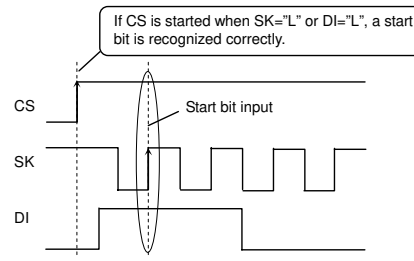 If CS is started when SK="L" or DI="L", a start
bit is recognized correctly.
CS
Start bit input
SK
DI